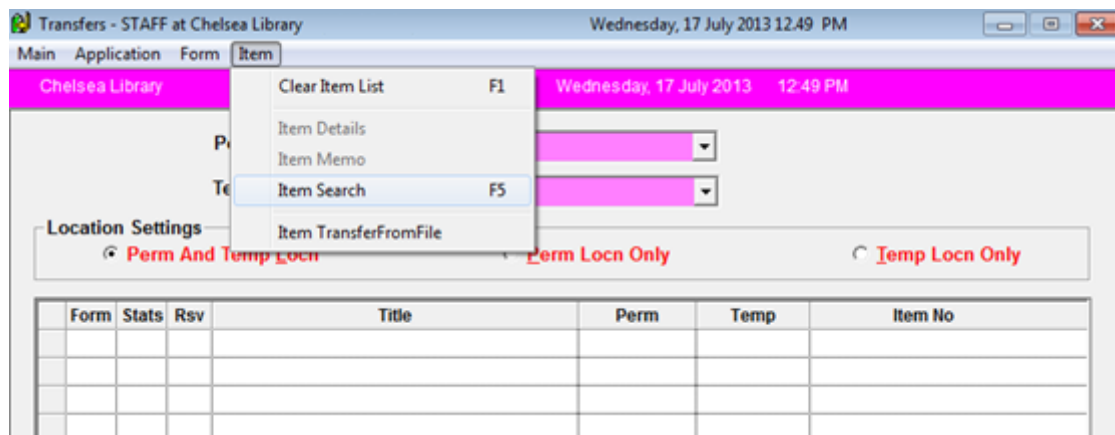 Transfers - STAFF at Chelsea Library Wednesday, 17 July 2013 12.49 PM
Main Application Form Item
Chelsea Library Wednesday, 17 July 2013 12:49 PM
Clear Item List F1
Item Details
Item Memo
Item Search F5
Item TransferFromFile
Location Settings
Perm And Temp Locn Perm Locn Only Temp Locn Only
Form Stats Rsv Title Perm Temp Item No